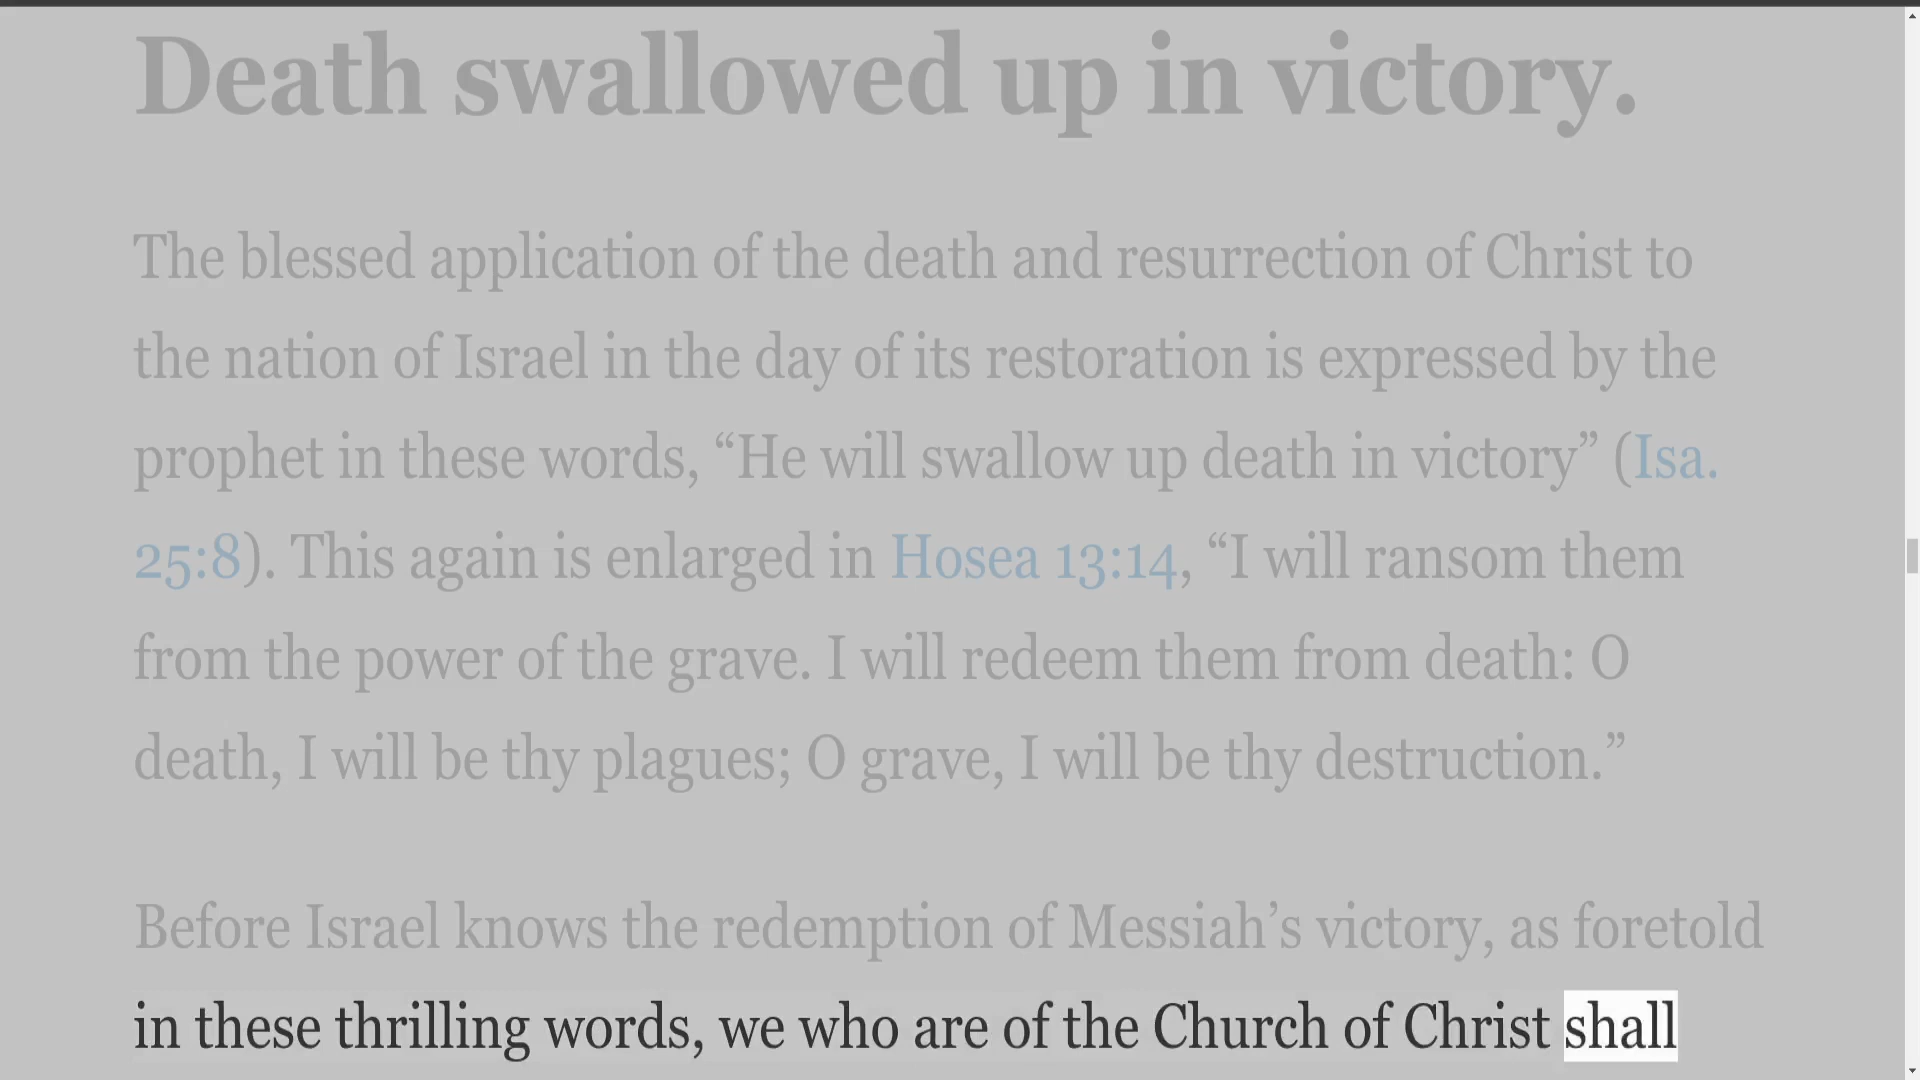 Death swallowed up in victory.
The blessed application of the death and resurrection of Christ to
the nation of Israel in the day of its restoration is expressed by the
prophet in these words, “He will swallow up death in victory” (Isa.
25:8). This again is enlarged in Hosea 13:14, “I will ransom them
from the power of the grave. I will redeem them from death: O
death, I will be thy plagues; O grave, I will be thy destruction.”
Before Israel knows the redemption of Messiah’s victory, as foretold
in these thrilling words, we who are of the Church of Christ shall